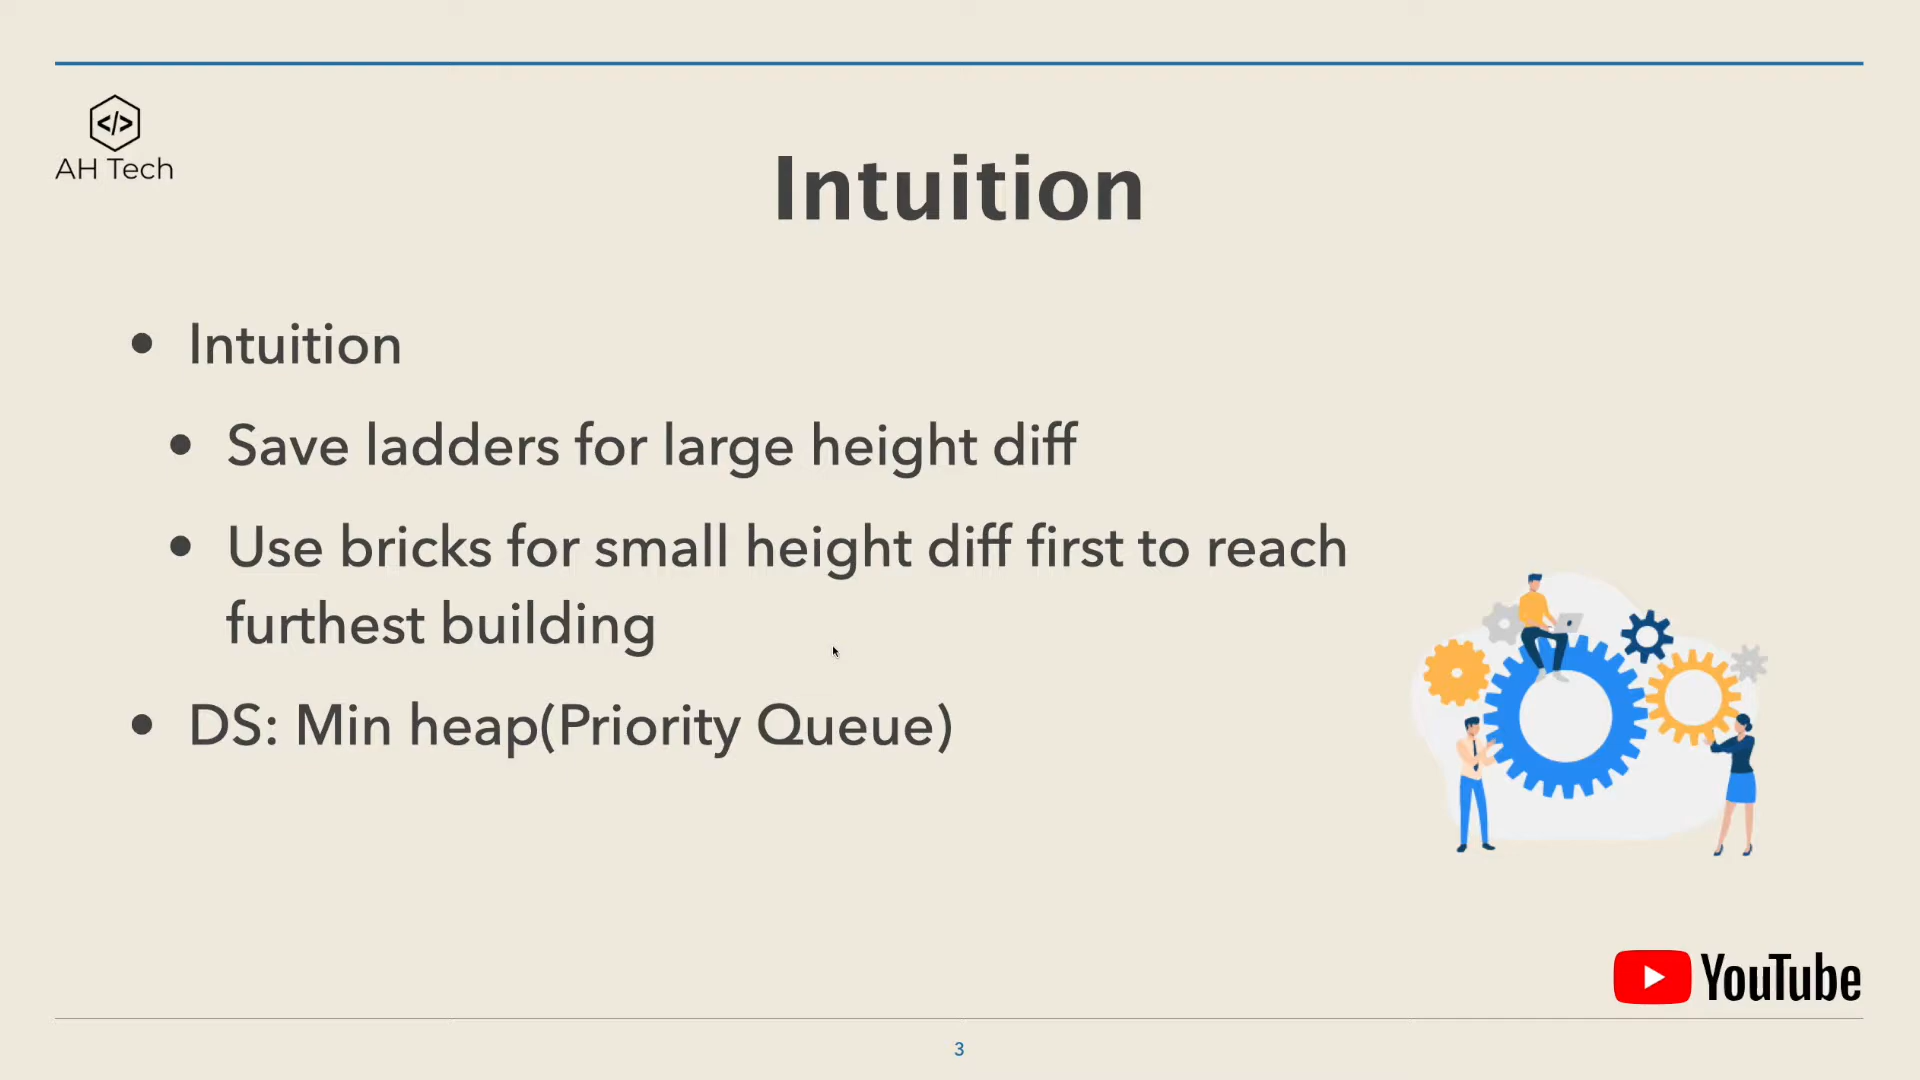 </>
AH Tech
Intuition
• Intuition
• Save ladders for large height diff
• Use bricks for small height diff first to reach
furthest building
• DS: Min heap(Priority Queue)
YouTube
3